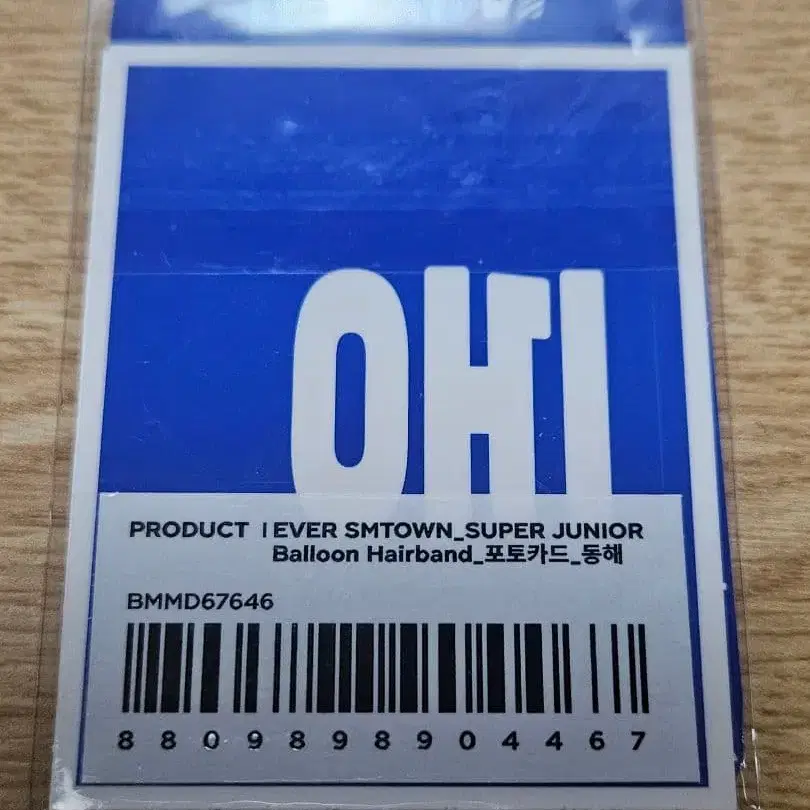 PRODUCT | EVER SMTOWN_SUPER JUNIOR
Balloon Hairband_포토카드_동해
BMMD67646
8809898904467